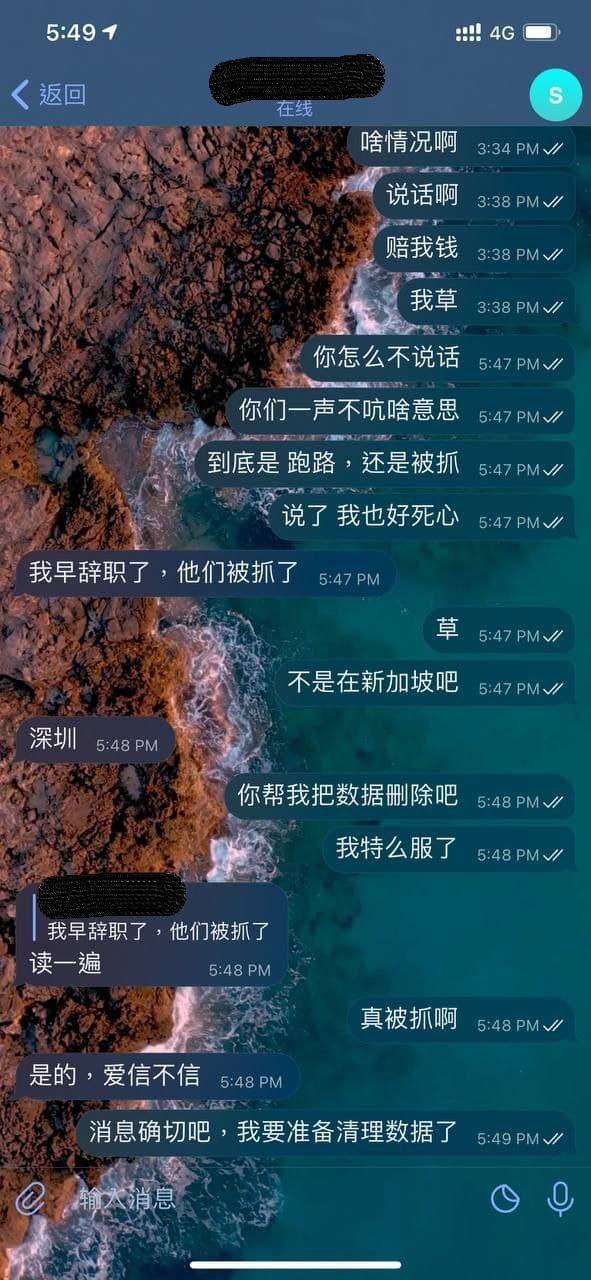 5:49
4G
返回
在线
S
啥情况啊 3:34 PM
说话啊 3:38 PM
赔我钱 3:38 PM
我草 3:38 PM
你怎么不说话 5:47 PM
你们一声不吭啥意思 5:47 PM
到底是 跑路，还是被抓 5:47 PM
说了 我也好死心 5:47 PM
我早辞职了，他们被抓了 5:47 PM
草 5:47 PM
不是在新加坡吧 5:47 PM
深圳 5:48 PM
你帮我把数据删除吧 5:48 PM
我特么服了 5:48 PM
我早辞职了，他们被抓了
读一遍 5:48 PM
真被抓啊 5:48 PM
是的，爱信不信 5:48 PM
消息确切吧，我要准备清理数据了 5:49 PM
输入消息